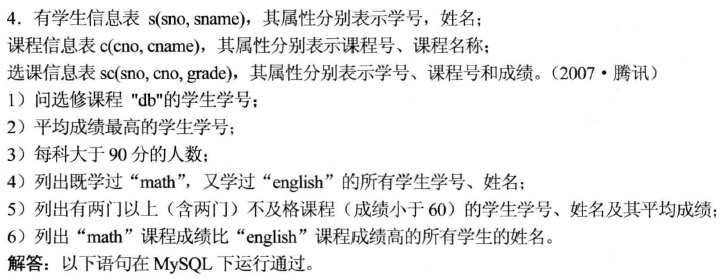 4．有学生信息表 s(sno, sname)，其属性分别表示学号，姓名；
课程信息表 c(cno, cname)，其属性分别表示课程号、课程名称；
选课信息表 sc(sno, cno, grade)，其属性分别表示学号、课程号和成绩。（2007·腾讯）
1）问选修课程 "db"的学生学号；
2）平均成绩最高的学生学号；
3）每科大于 90 分的人数；
4）列出既学过“math”，又学过“english”的所有学生学号、姓名；
5）列出有两门以上（含两门）不及格课程（成绩小于 60）的学生学号、姓名及其平均成绩；
6）列出“math”课程成绩比“english”课程成绩高的所有学生的姓名。
解答：以下语句在 MySQL 下运行通过。